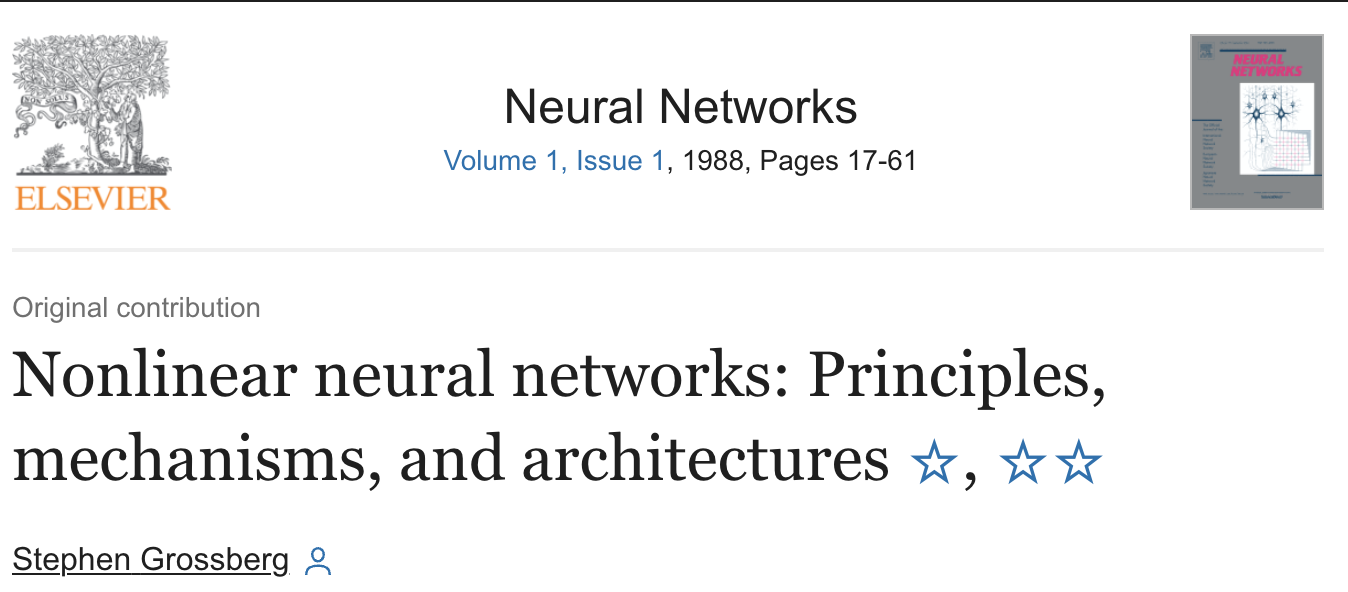 ELSEVIER
Neural Networks
Volume 1, Issue 1, 1988, Pages 17-61
NEURAL
NETWORKS
Original contribution
Nonlinear neural networks: Principles,
mechanisms, and architectures ☆, ☆☆
Stephen Grossberg